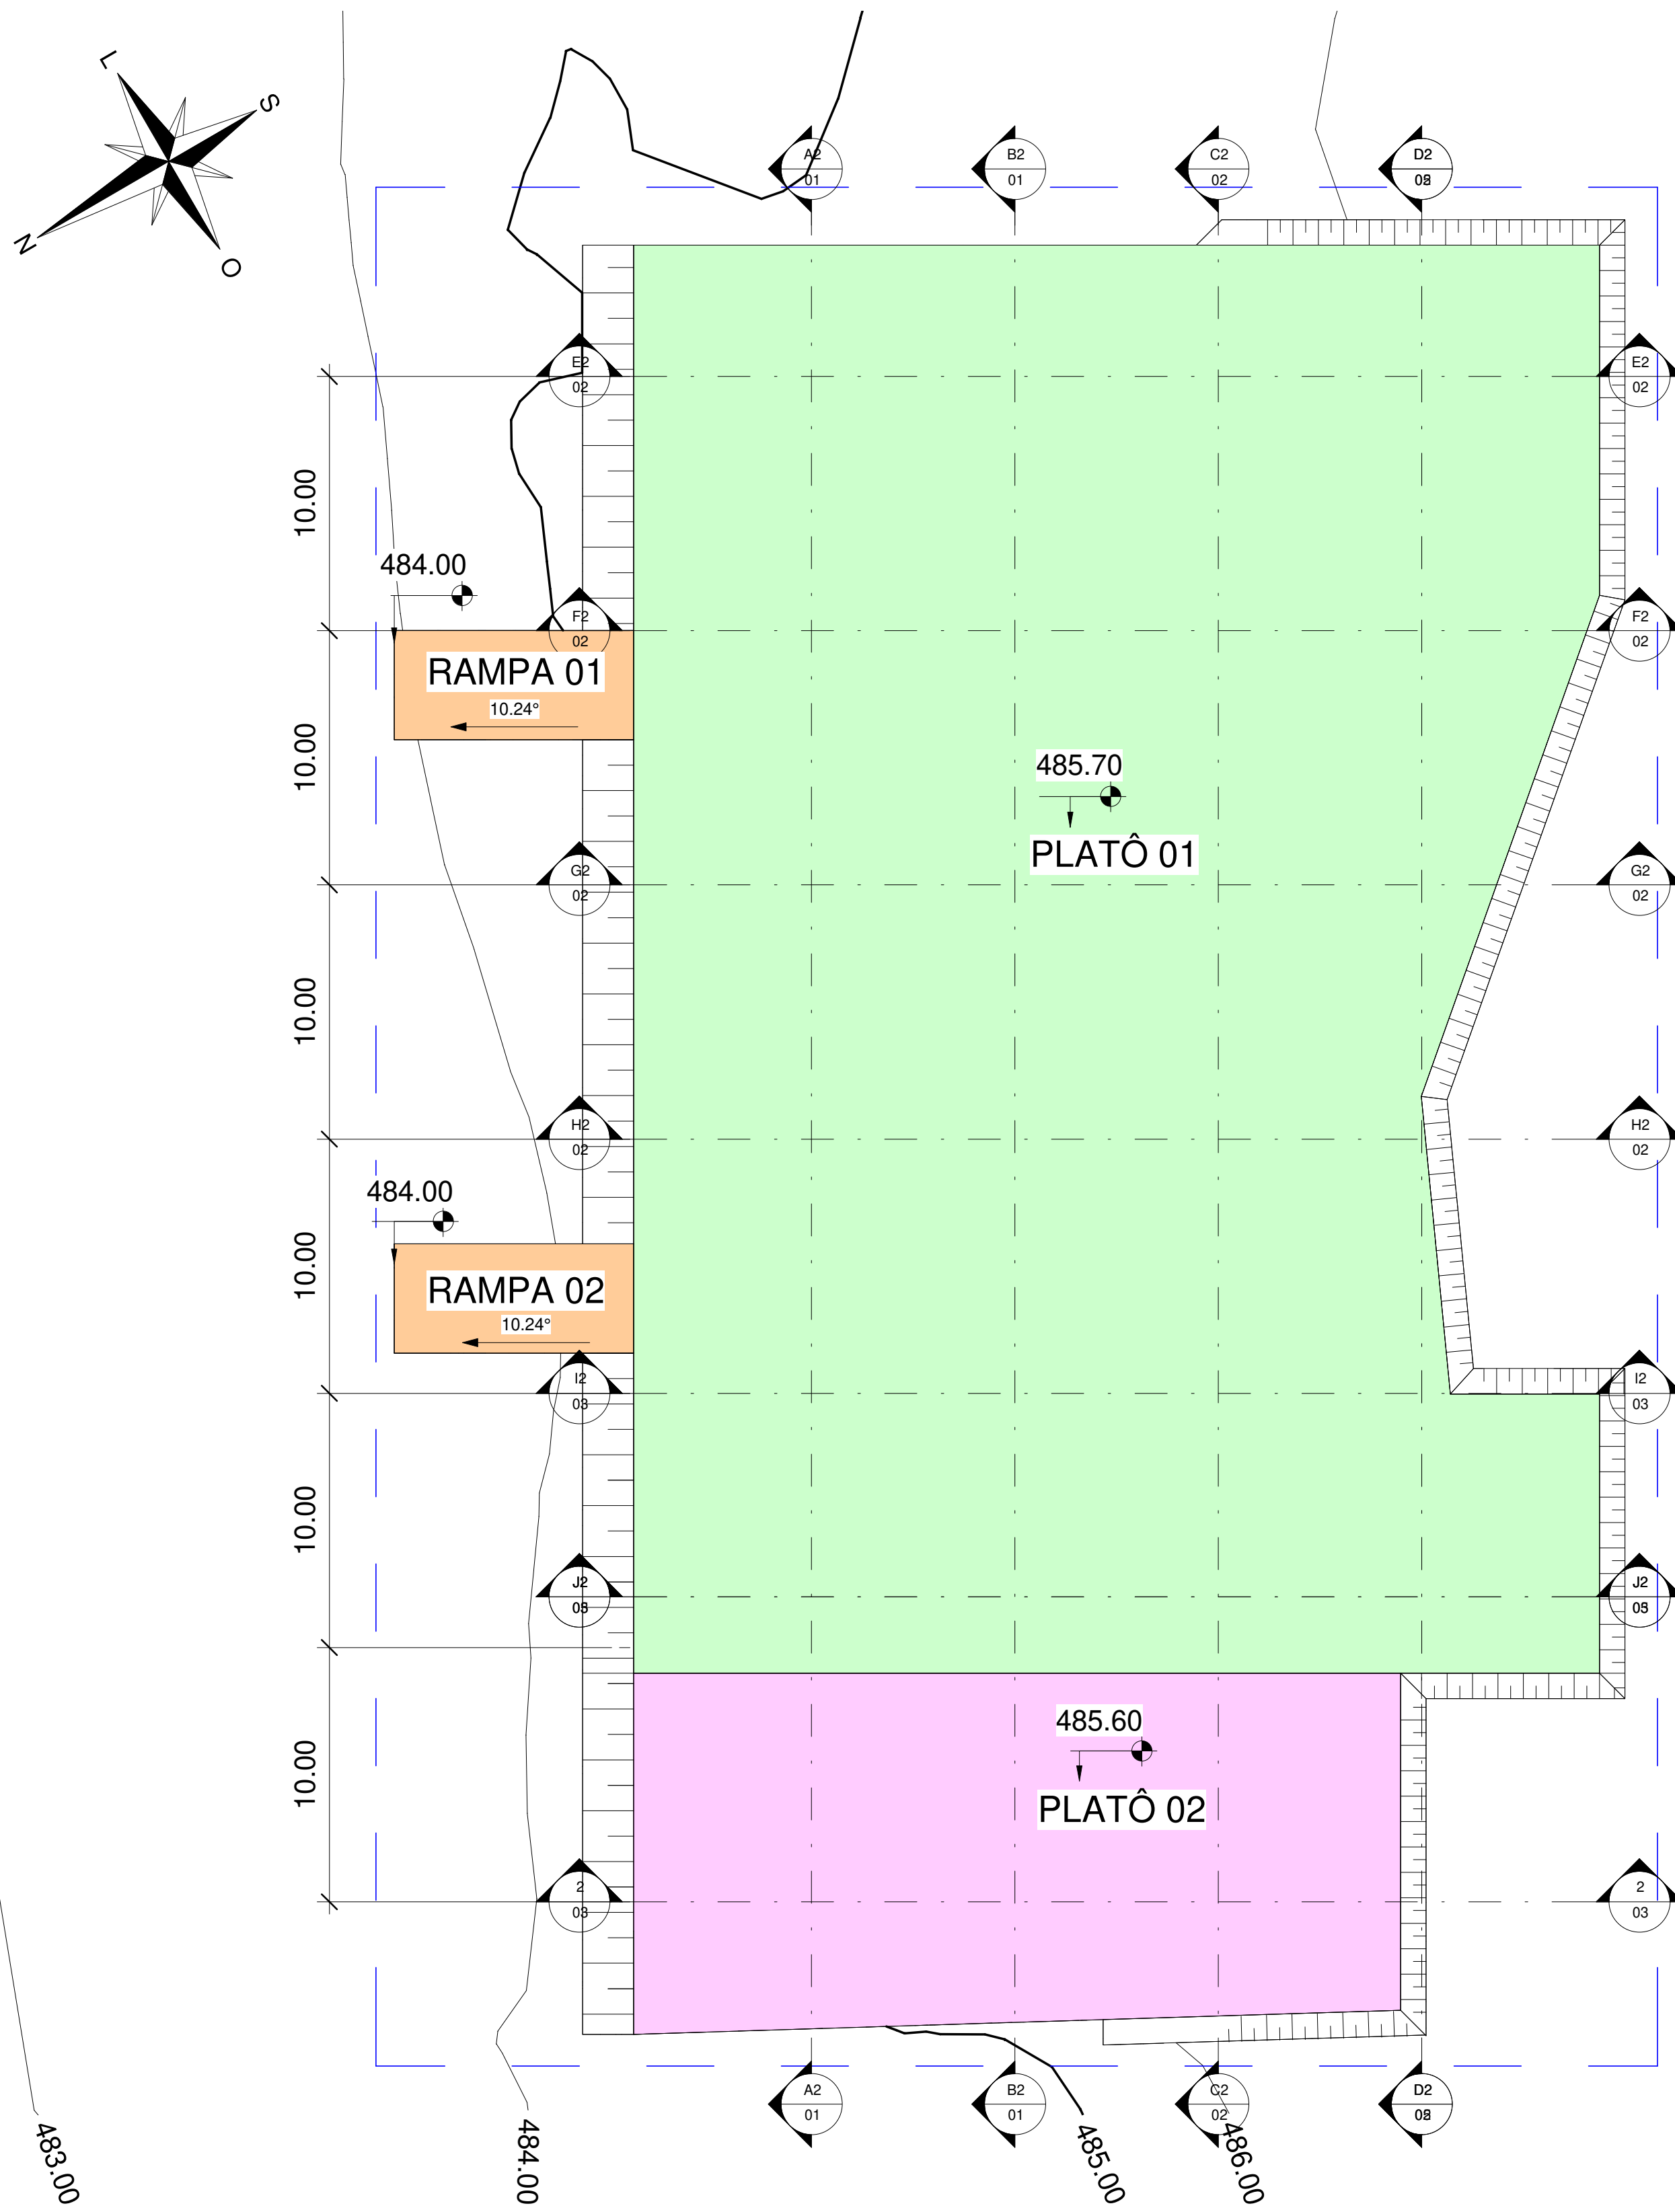 L
S
N
O
A2
01
B2
01
C2
02
D2
E2
02
E2
02
10.00
484.00
F2
02
F2
02
RAMPA 01
10.24°
10.00
485.70
PLATÔ 01
G2
02
G2
02
10.00
H2
02
H2
02
484.00
10.00
RAMPA 02
10.24°
I2
03
I2
03
10.00
J2
J2
485.60
10.00
PLATÔ 02
2
03
2
03
A2
01
B2
01
C2
02
D2
483.00
484.00
485.00
486.00